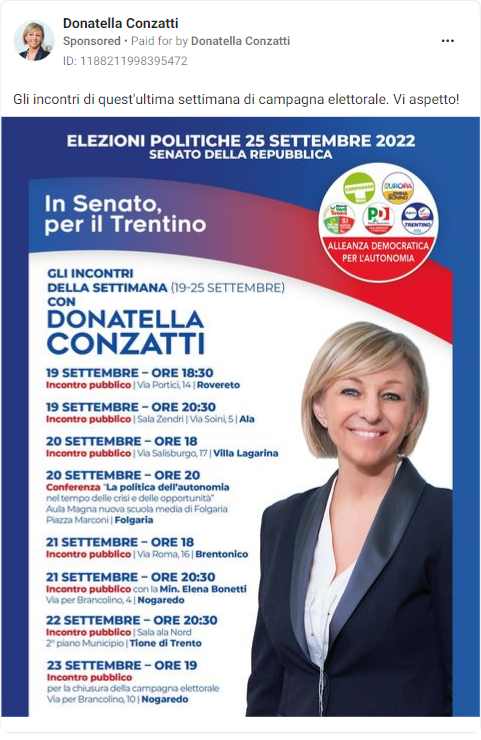 Donatella Conzatti
Sponsored • Paid for by Donatella Conzatti
ID: 1188211998395472
Gli incontri di quest'ultima settimana di campagna elettorale. Vi aspetto!
ELEZIONI POLITICHE 25 SETTEMBRE 2022
SENATO DELLA REPUBBLICA
In Senato,
per il Trentino
CAMPOBASE
+EUROPA
EMMA BONINO
PD
TRENTINO
ALLEANZA DEMOCRATICA
PER L'AUTONOMIA
GLI INCONTRI
DELLA SETTIMANA (19-25 SETTEMBRE)
CON
DONATELLA
CONZATTI
19 SETTEMBRE – ORE 18:30
Incontro pubblico | Via Portici, 14 | Rovereto
19 SETTEMBRE – ORE 20:30
Incontro pubblico | Sala Zendri | Via Soini, 5 | Ala
20 SETTEMBRE – ORE 18
Incontro pubblico | Via Salisburgo, 17 | Villa Lagarina
20 SETTEMBRE – ORE 20
Conferenza "La politica dell'autonomia
nel tempo delle crisi e delle opportunità"
Aula Magna nuova scuola media di Folgaria
Piazza Marconi | Folgaria
21 SETTEMBRE – ORE 18
Incontro pubblico | Via Roma, 16 | Brentonico
21 SETTEMBRE – ORE 20:30
Incontro pubblico con la Min. Elena Bonetti
Via per Brancolino, 4 | Nogaredo
22 SETTEMBRE – ORE 20:30
Incontro pubblico | Sala ala Nord
2° piano Municipio | Tione di Trento
23 SETTEMBRE – ORE 19
Incontro pubblico
per la chiusura della campagna elettorale
Via per Brancolino, 10 | Nogaredo